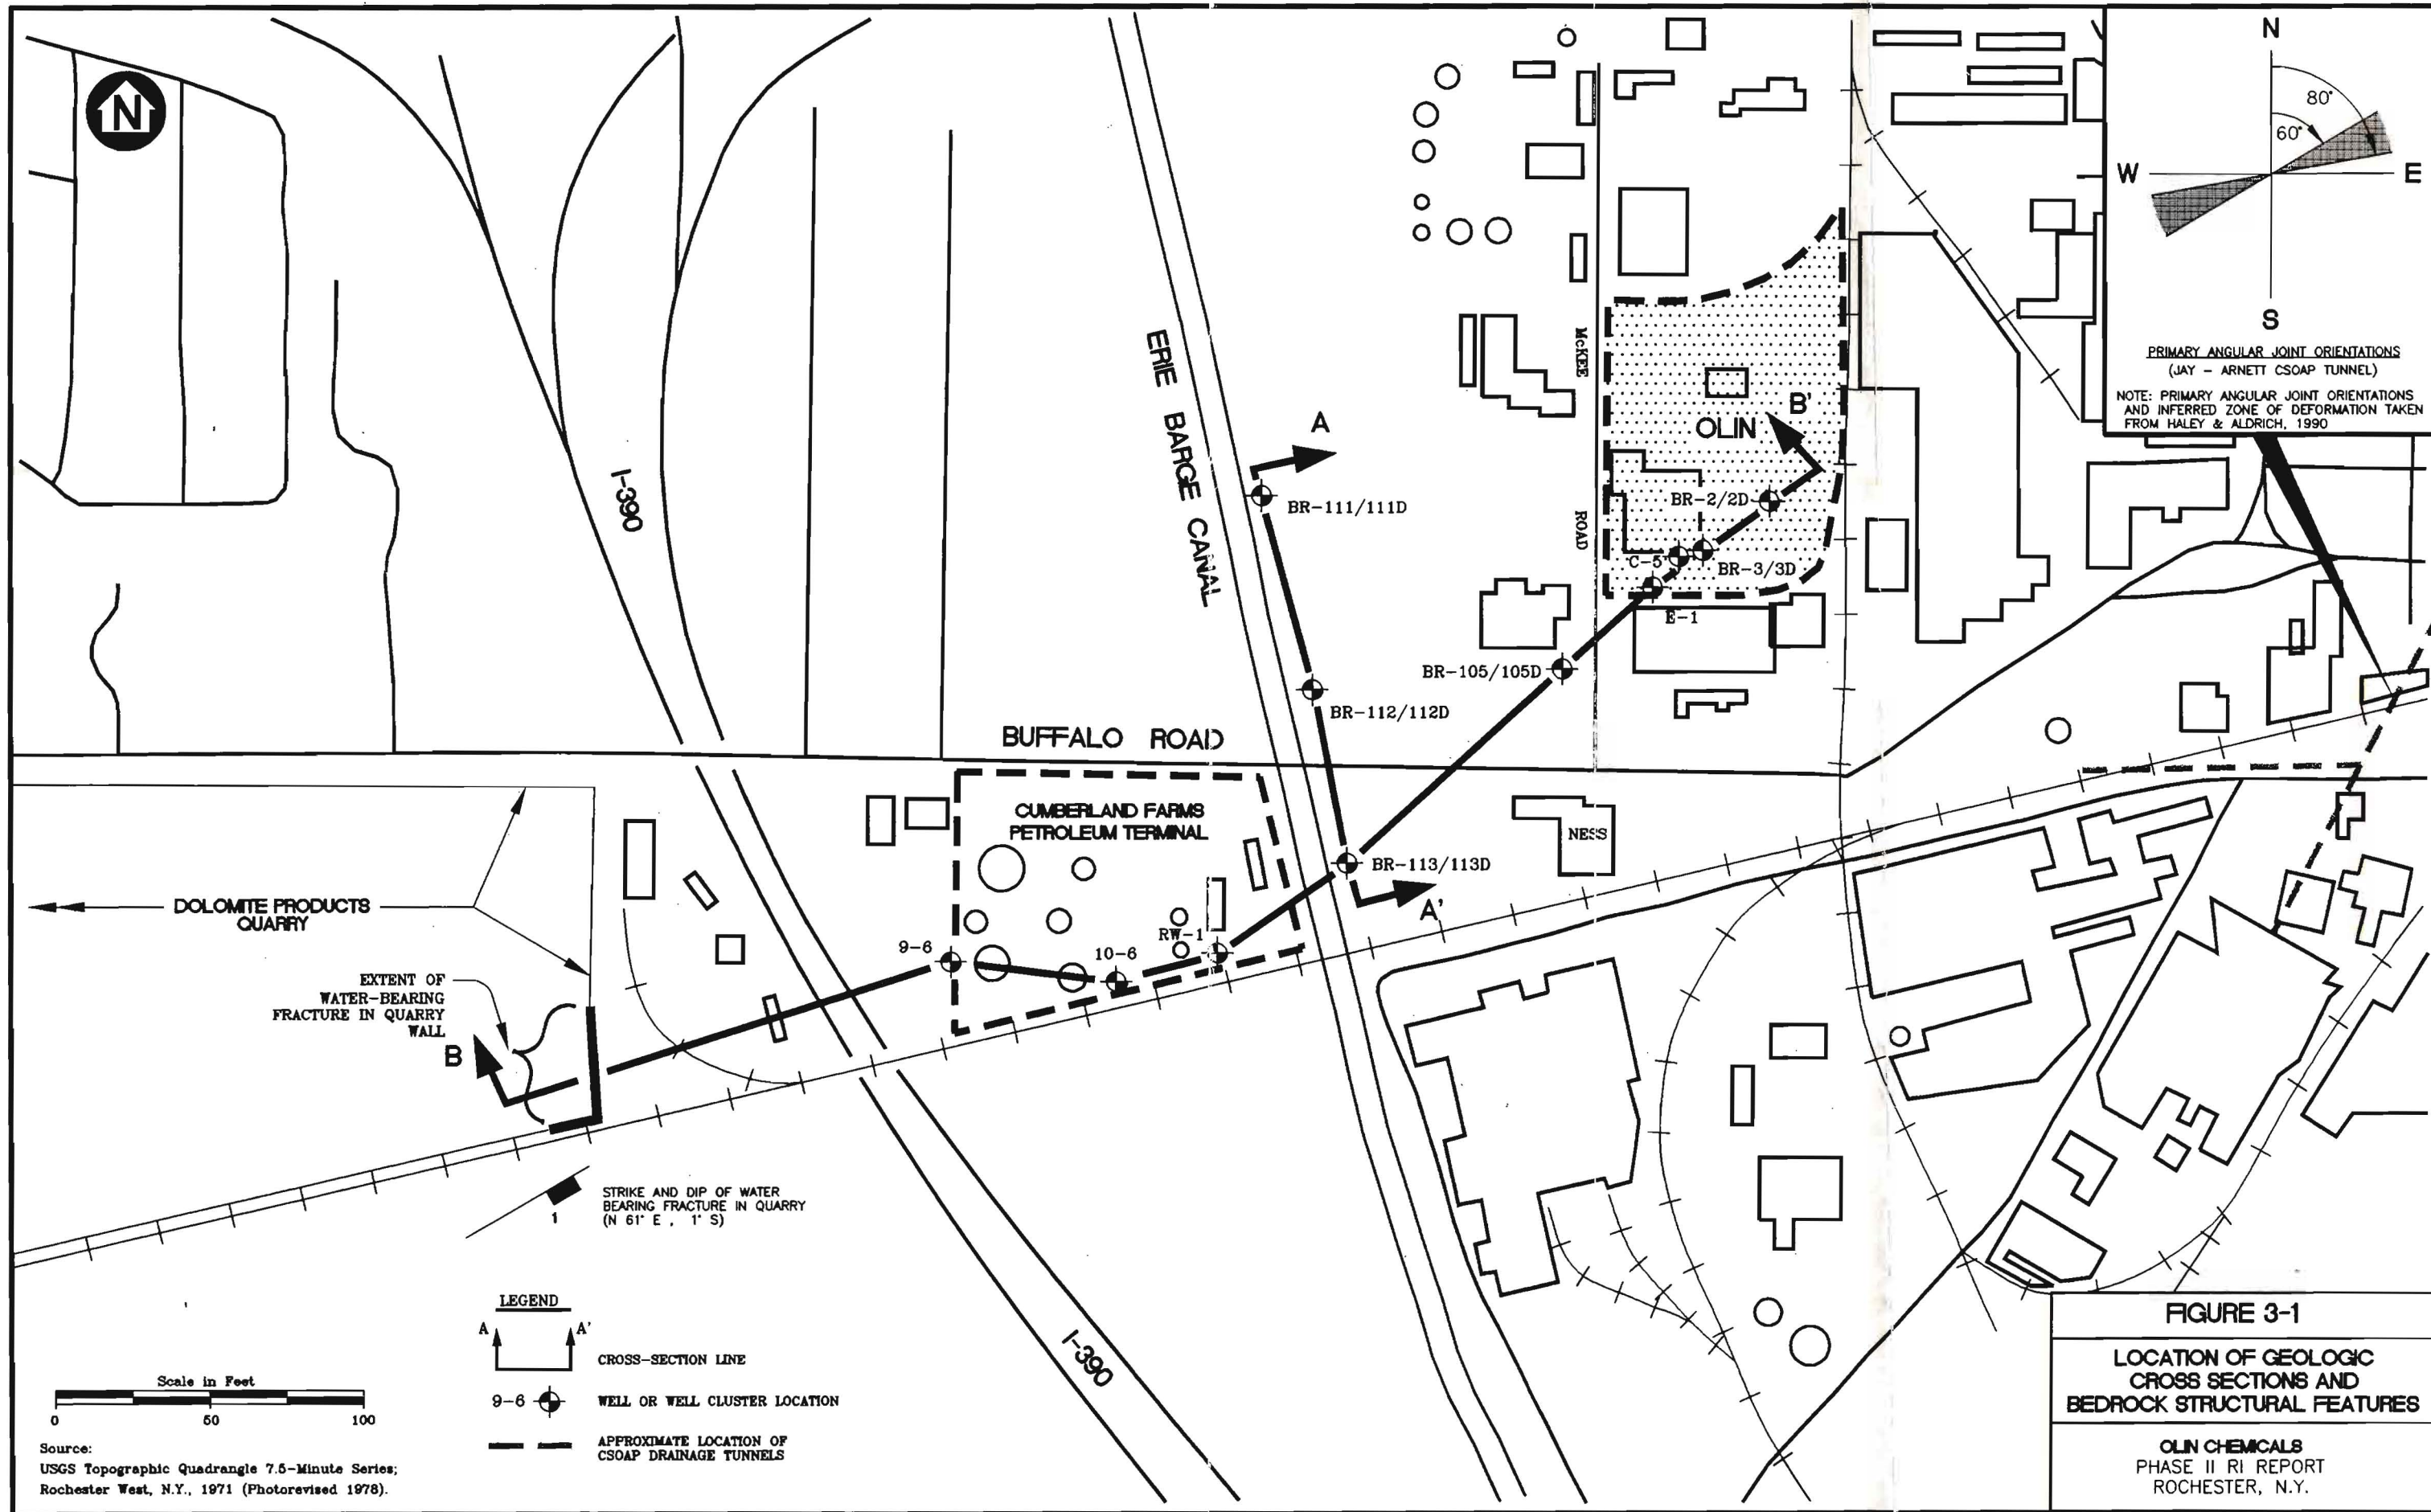 N
N
80°
60°
W
E
S
PRIMARY ANGULAR JOINT ORIENTATIONS
(JAY - ARNETT CSOAP TUNNEL)
NOTE: PRIMARY ANGULAR JOINT ORIENTATIONS
AND INFERRED ZONE OF DEFORMATION TAKEN
FROM HALEY & ALDRICH, 1990
I-390
ERIE BARGE CANAL
McKEE
ROAD
A
BR-111/111D
B'
OLIN
BR-2/2D
C-5
BR-3/3D
E-1
BR-105/105D
BR-112/112D
BUFFALO ROAD
CUMBERLAND FARMS
PETROLEUM TERMINAL
NESS
BR-113/113D
A'
RW-1
9-6
10-6
DOLOMITE PRODUCTS
QUARRY
EXTENT OF
WATER-BEARING
FRACTURE IN QUARRY
WALL
B
1
STRIKE AND DIP OF WATER
BEARING FRACTURE IN QUARRY
(N 61° E , 1° S)
I-390
LEGEND
A A'
CROSS-SECTION LINE
9-6 WELL OR WELL CLUSTER LOCATION
APPROXIMATE LOCATION OF
CSOAP DRAINAGE TUNNELS
Scale in Feet
0 50 100
Source:
USGS Topographic Quadrangle 7.5-Minute Series;
Rochester West, N.Y., 1971 (Photorevised 1978).
FIGURE 3-1
LOCATION OF GEOLOGIC
CROSS SECTIONS AND
BEDROCK STRUCTURAL FEATURES
OLIN CHEMICALS
PHASE II RI REPORT
ROCHESTER, N.Y.